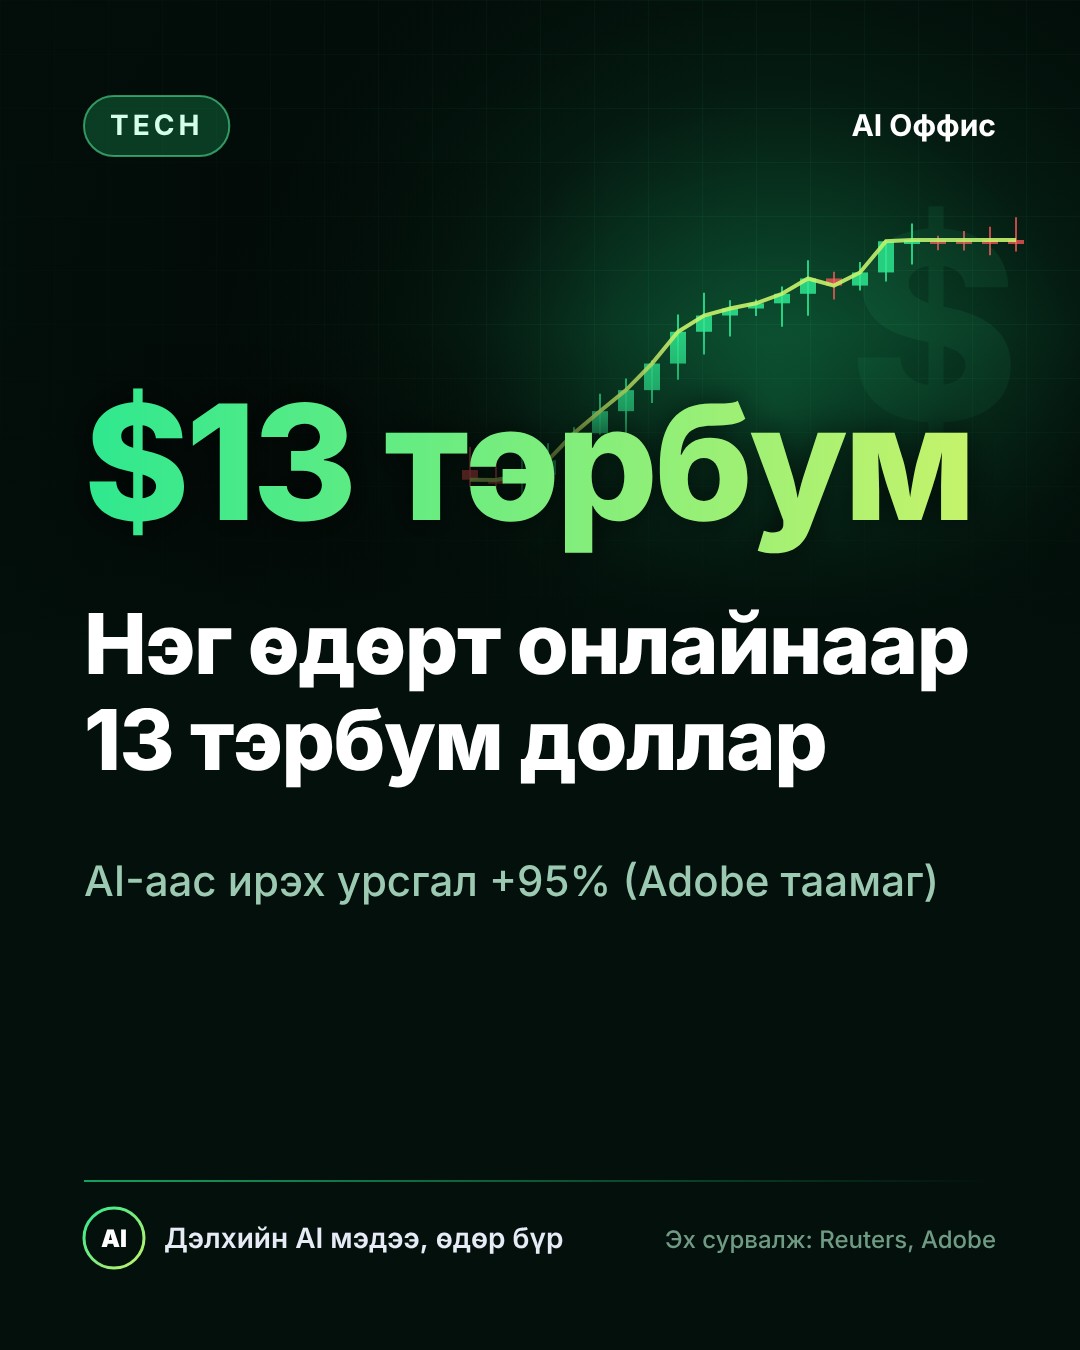 TECH
AI Оффис
$
$13 тэрбум
Нэг өдөрт онлайнаар
13 тэрбум доллар
AI-аас ирэх урсгал +95% (Adobe таамаг)
AI
Дэлхийн AI мэдээ, өдөр бүр
Эх сурвалж: Reuters, Adobe